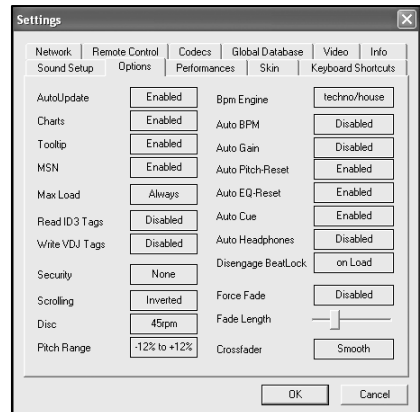 Settings
Network Remote Control Codecs Global Database Video Info
Sound Setup Options Performances Skin Keyboard Shortcuts
AutoUpdate Enabled
Charts Enabled
Tooltip Enabled
MSN Enabled
Max Load Always
Read ID3 Tags Disabled
Write VDJ Tags Disabled
Security None
Scrolling Inverted
Disc 45rpm
Pitch Range -12% to +12%
Bpm Engine techno/house
Auto BPM Disabled
Auto Gain Disabled
Auto Pitch-Reset Enabled
Auto EQ-Reset Enabled
Auto Cue Enabled
Auto Headphones Disabled
Disengage BeatLock on Load
Force Fade Disabled
Fade Length
Crossfader Smooth
OK Cancel